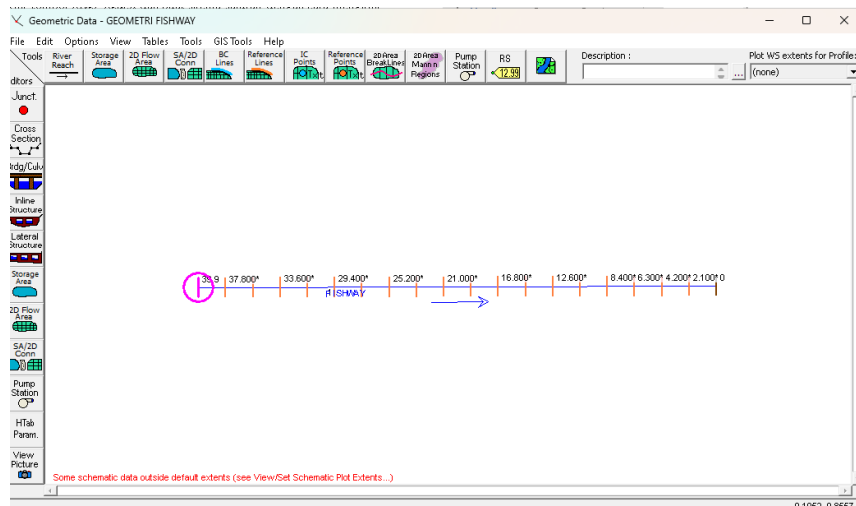 Geometric Data - GEOMETRI FISHWAY
File Edit Options View Tables Tools GIS Tools Help
Tools River Reach Storage Area 2D Flow Area SA/2D Conn BC Lines Reference Lines IC Points Reference Points 2D Area BreakLines 2D Area Mann n Regions Pump Station RS
12.99
Description :
Plot WS extents for Profile:
... (none)
ditors
Junct.
Cross Section
Brdg/Culv
Inline Structure
Lateral Structure
Storage Area
2D Flow Area
SA/2D Conn
Pump Station
HTab Param.
View Picture
39.9 37.800* 33.600* 29.400* 25.200* 21.000* 16.800* 12.600* 8.400* 6.300* 4.200* 2.100* 0
FISHWAY
Some schematic data outside default extents (see View/Set Schematic Plot Extents...)